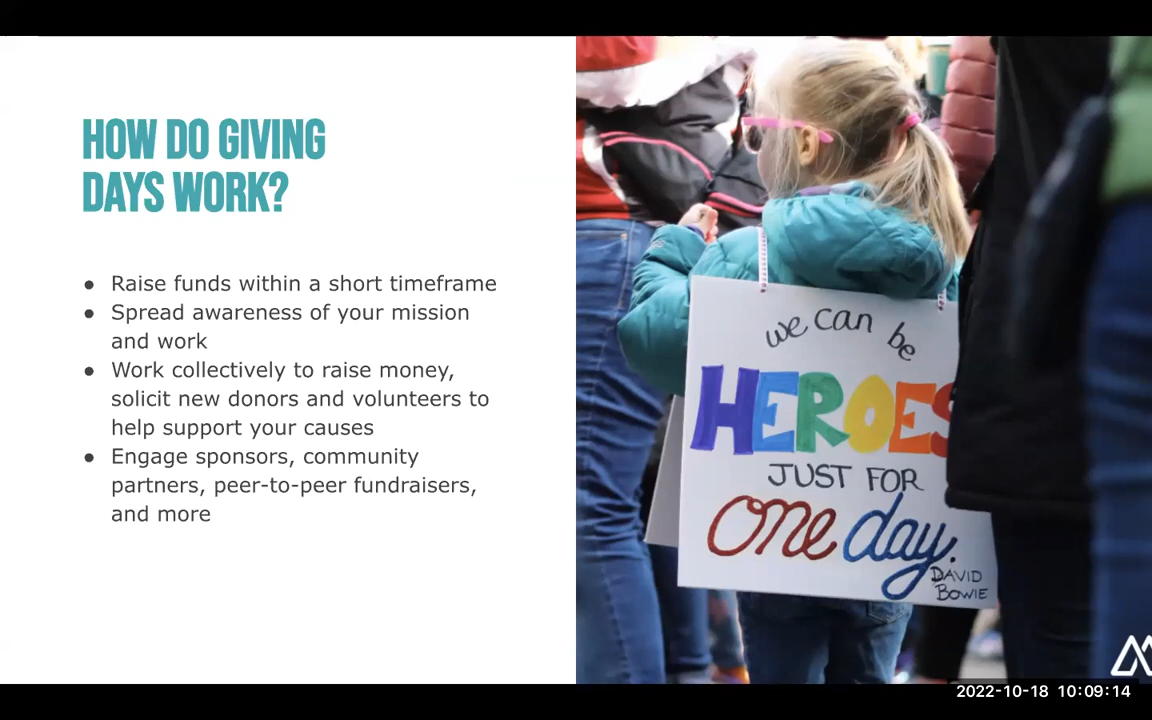 HOW DO GIVING
DAYS WORK?
● Raise funds within a short timeframe
● Spread awareness of your mission
and work
● Work collectively to raise money,
solicit new donors and volunteers to
help support your causes
● Engage sponsors, community
partners, peer-to-peer fundraisers,
and more
we can be
HEROES
JUST FOR
one day.
DAVID
BOWIE
2022-10-18 10:09:14